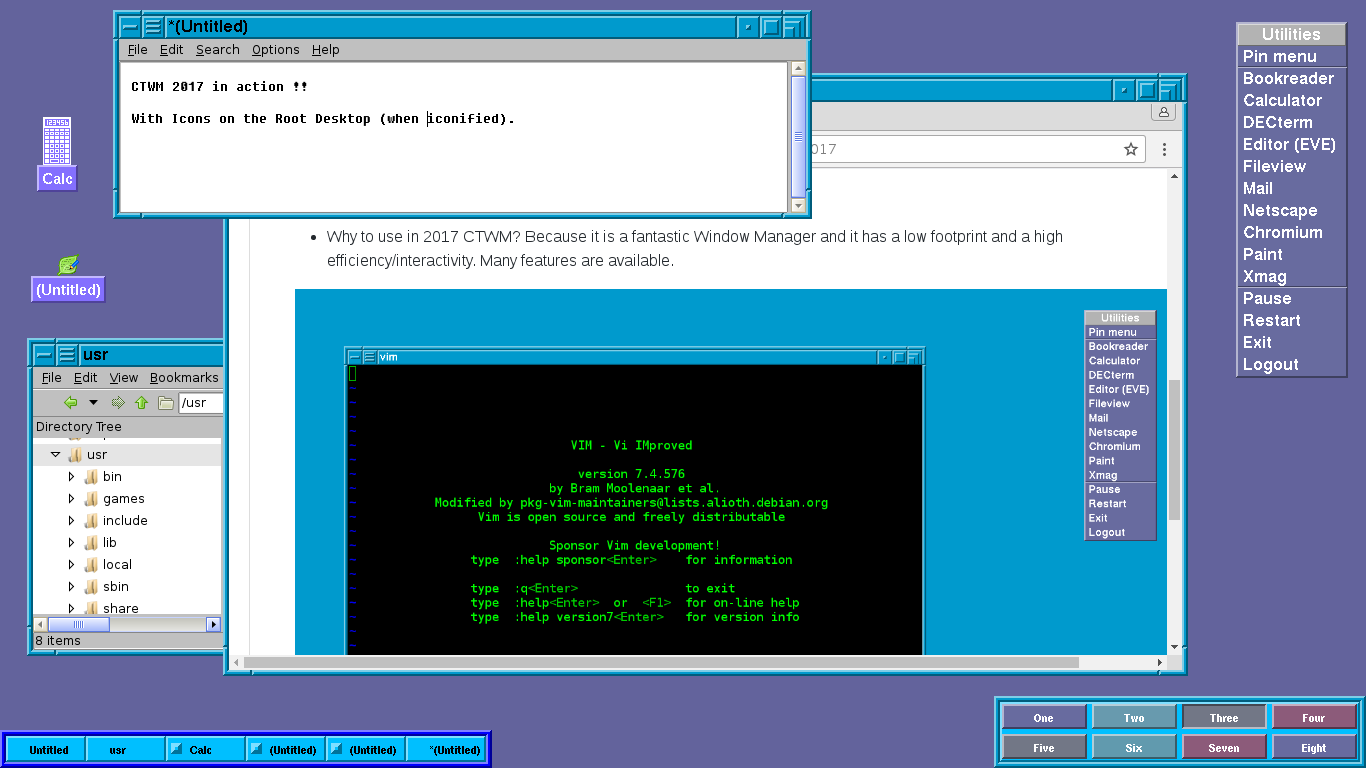 *(Untitled)
File Edit Search Options Help
CTWM 2017 in action !!
With Icons on the Root Desktop (when iconified).
Calc
(Untitled)
usr
File Edit View Bookmarks
/usr
Directory Tree
usr
bin
games
include
lib
local
sbin
share
8 items
2017
Why to use in 2017 CTWM? Because it is a fantastic Window Manager and it has a low footprint and a high
efficiency/interactivity. Many features are available.
vim
~
~
~
~
~
VIM - Vi IMproved
~
version 7.4.576
by Bram Moolenaar et al.
Modified by pkg-vim-maintainers@lists.alioth.debian.org
Vim is open source and freely distributable
~
Sponsor Vim development!
type :help sponsor<Enter> for information
~
type :q<Enter> to exit
type :help<Enter> or <F1> for on-line help
type :help version7<Enter> for version info
~
~
Utilities
Pin menu
Bookreader
Calculator
DECterm
Editor (EVE)
Fileview
Mail
Netscape
Chromium
Paint
Xmag
Pause
Restart
Exit
Logout
Utilities
Pin menu
Bookreader
Calculator
DECterm
Editor (EVE)
Fileview
Mail
Netscape
Chromium
Paint
Xmag
Pause
Restart
Exit
Logout
Untitled usr Calc (Untitled) (Untitled) *(Untitled)
One Two Three Four
Five Six Seven Eight